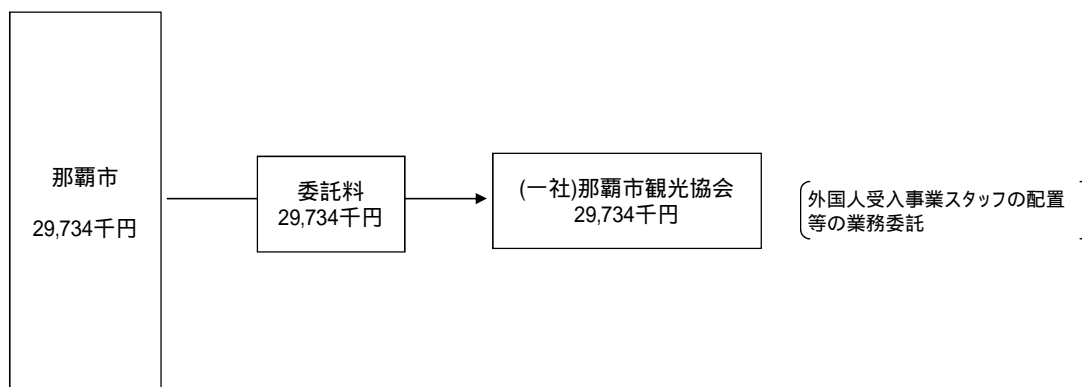 那覇市
29,734千円
委託料
29,734千円
(一社)那覇市観光協会
29,734千円
外国人受入事業スタッフの配置
等の業務委託